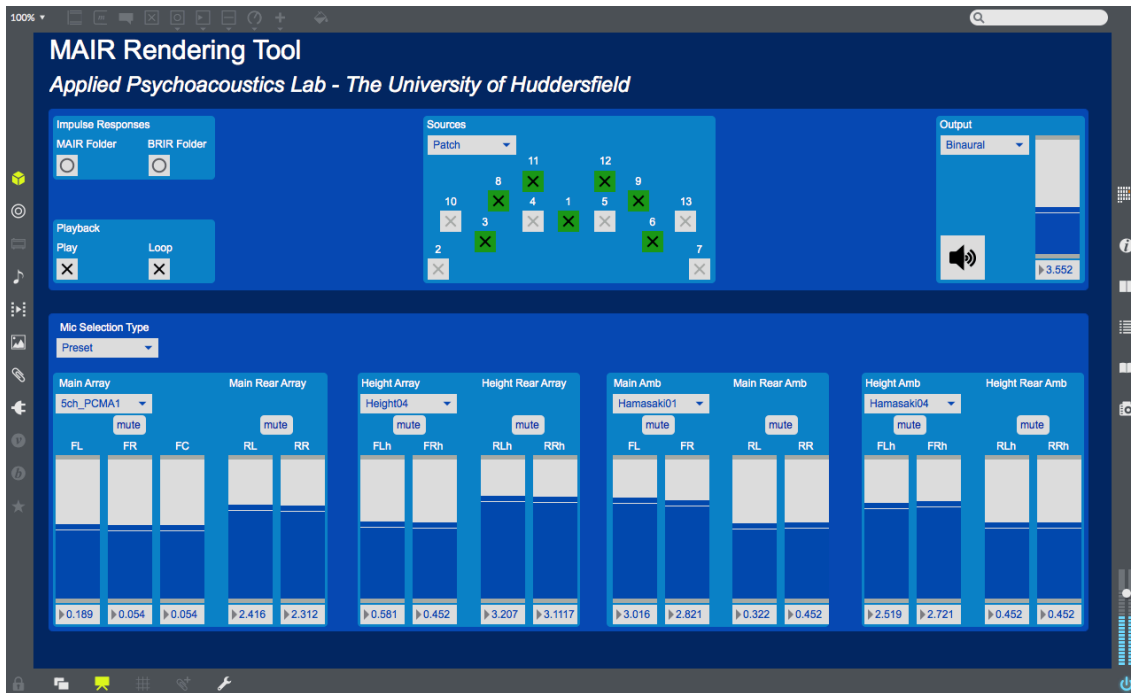 100%
MAIR Rendering Tool
Applied Psychoacoustics Lab - The University of Huddersfield
Impulse Responses
MAIR Folder BRIR Folder
Playback
Play Loop
Sources
Patch
11 12
8 9
10 4 1 5 13
3 6
2 7
Output
Binaural
3.552
Mic Selection Type
Preset
Main Array Main Rear Array
5ch_PCMA1
mute mute
FL FR FC RL RR
0.189 0.054 0.054 2.416 2.312
Height Array Height Rear Array
Height04
mute mute
FLh FRh RLh RRh
0.581 0.452 3.207 3.1117
Main Amb Main Rear Amb
Hamasaki01
mute mute
FL FR RL RR
3.016 2.821 0.322 0.452
Height Amb Height Rear Amb
Hamasaki04
mute mute
FLh FRh RLh RRh
2.519 2.721 0.452 0.452